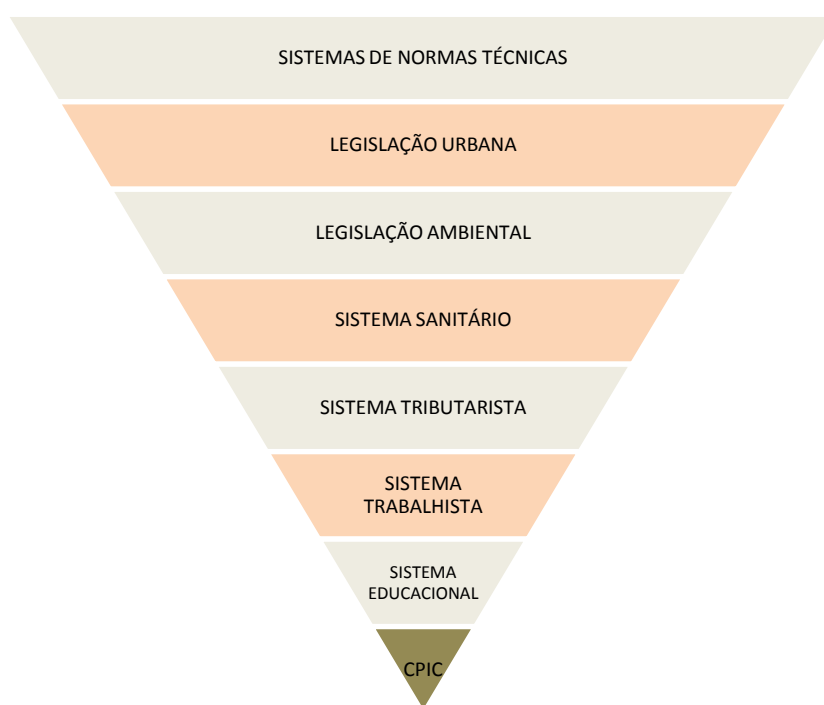 SISTEMAS DE NORMAS TÉCNICAS
LEGISLAÇÃO URBANA
LEGISLAÇÃO AMBIENTAL
SISTEMA SANITÁRIO
SISTEMA TRIBUTARISTA
SISTEMA
TRABALHISTA
SISTEMA
EDUCACIONAL
CPIC